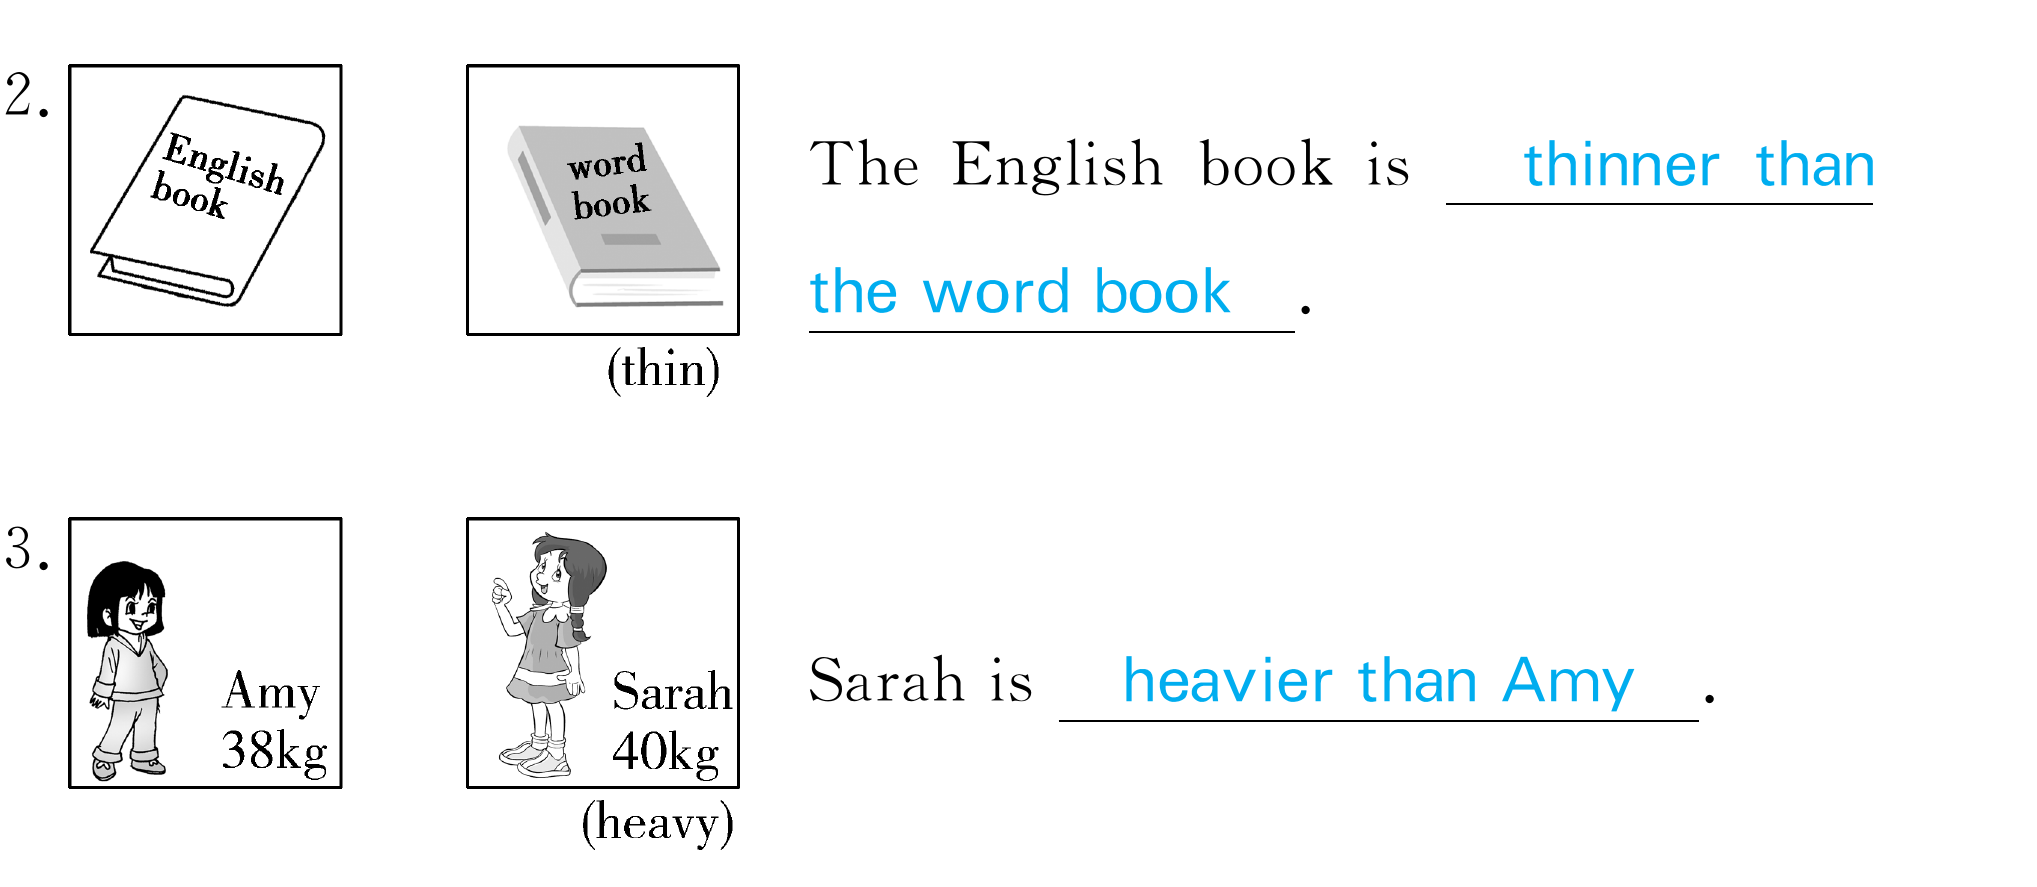 2.
English
book
word
book
(thin)
The English book is thinner than
the word book.
3.
Amy
38kg
Sarah
40kg
(heavy)
Sarah is heavier than Amy.